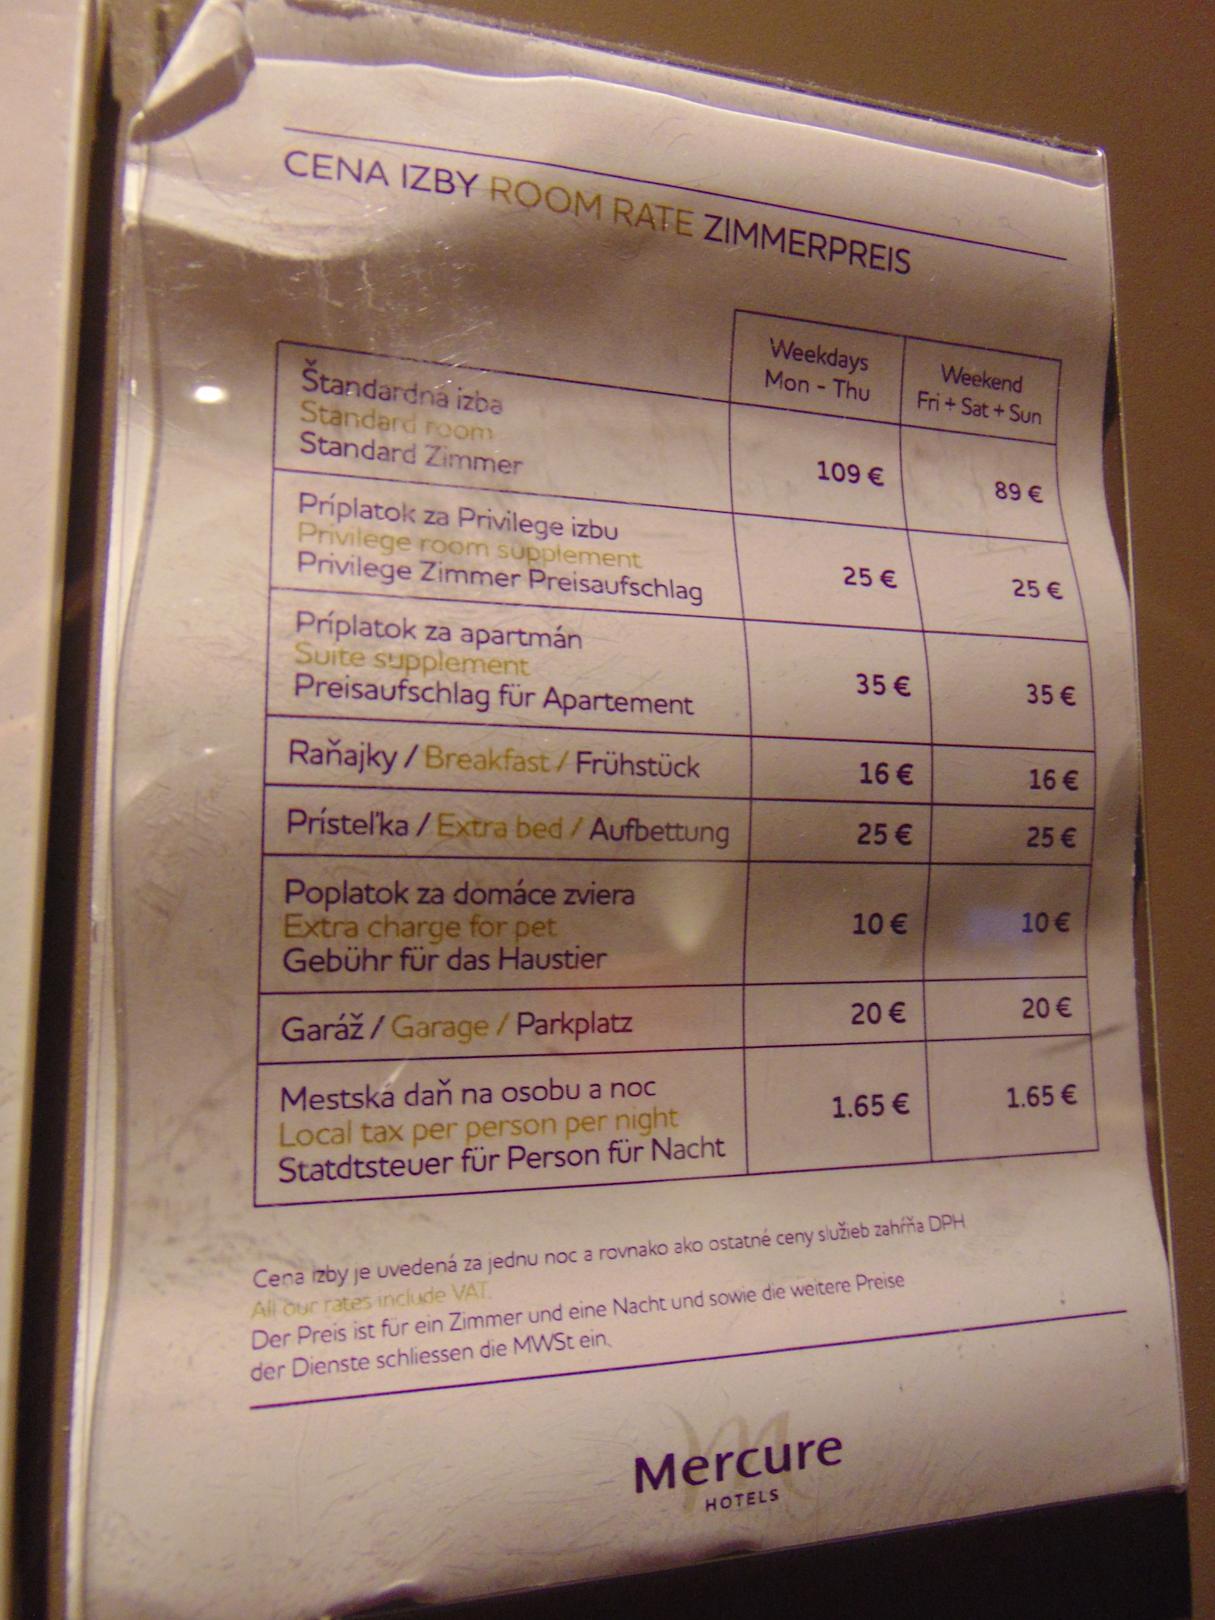 CENA IZBY ROOM RATE ZIMMERPREIS
Weekdays
Mon - Thu
Weekend
Fri + Sat + Sun
Štandardná izba
Standard room
Standard Zimmer
109 €
89 €
Príplatok za Privilege izbu
Privilege room supplement
Privilege Zimmer Preisaufschlag
25 €
25 €
Príplatok za apartmán
Suite supplement
Preisaufschlag für Apartement
35 €
35 €
Raňajky / Breakfast / Frühstück
16 €
16 €
Prísteľka / Extra bed / Aufbettung
25 €
25 €
Poplatok za domáce zviera
Extra charge for pet
Gebühr für das Haustier
10 €
10 €
Garáž / Garage / Parkplatz
20 €
20 €
Mestská daň na osobu a noc
Local tax per person per night
Statdtsteuer für Person für Nacht
1.65 €
1.65 €
Cena izby je uvedená za jednu noc a rovnako ako ostatné ceny služieb zahŕňa DPH
All our rates include VAT.
Der Preis ist für ein Zimmer und eine Nacht und sowie die weitere Preise
der Dienste schliessen die MWSt ein.
Mercure
HOTELS